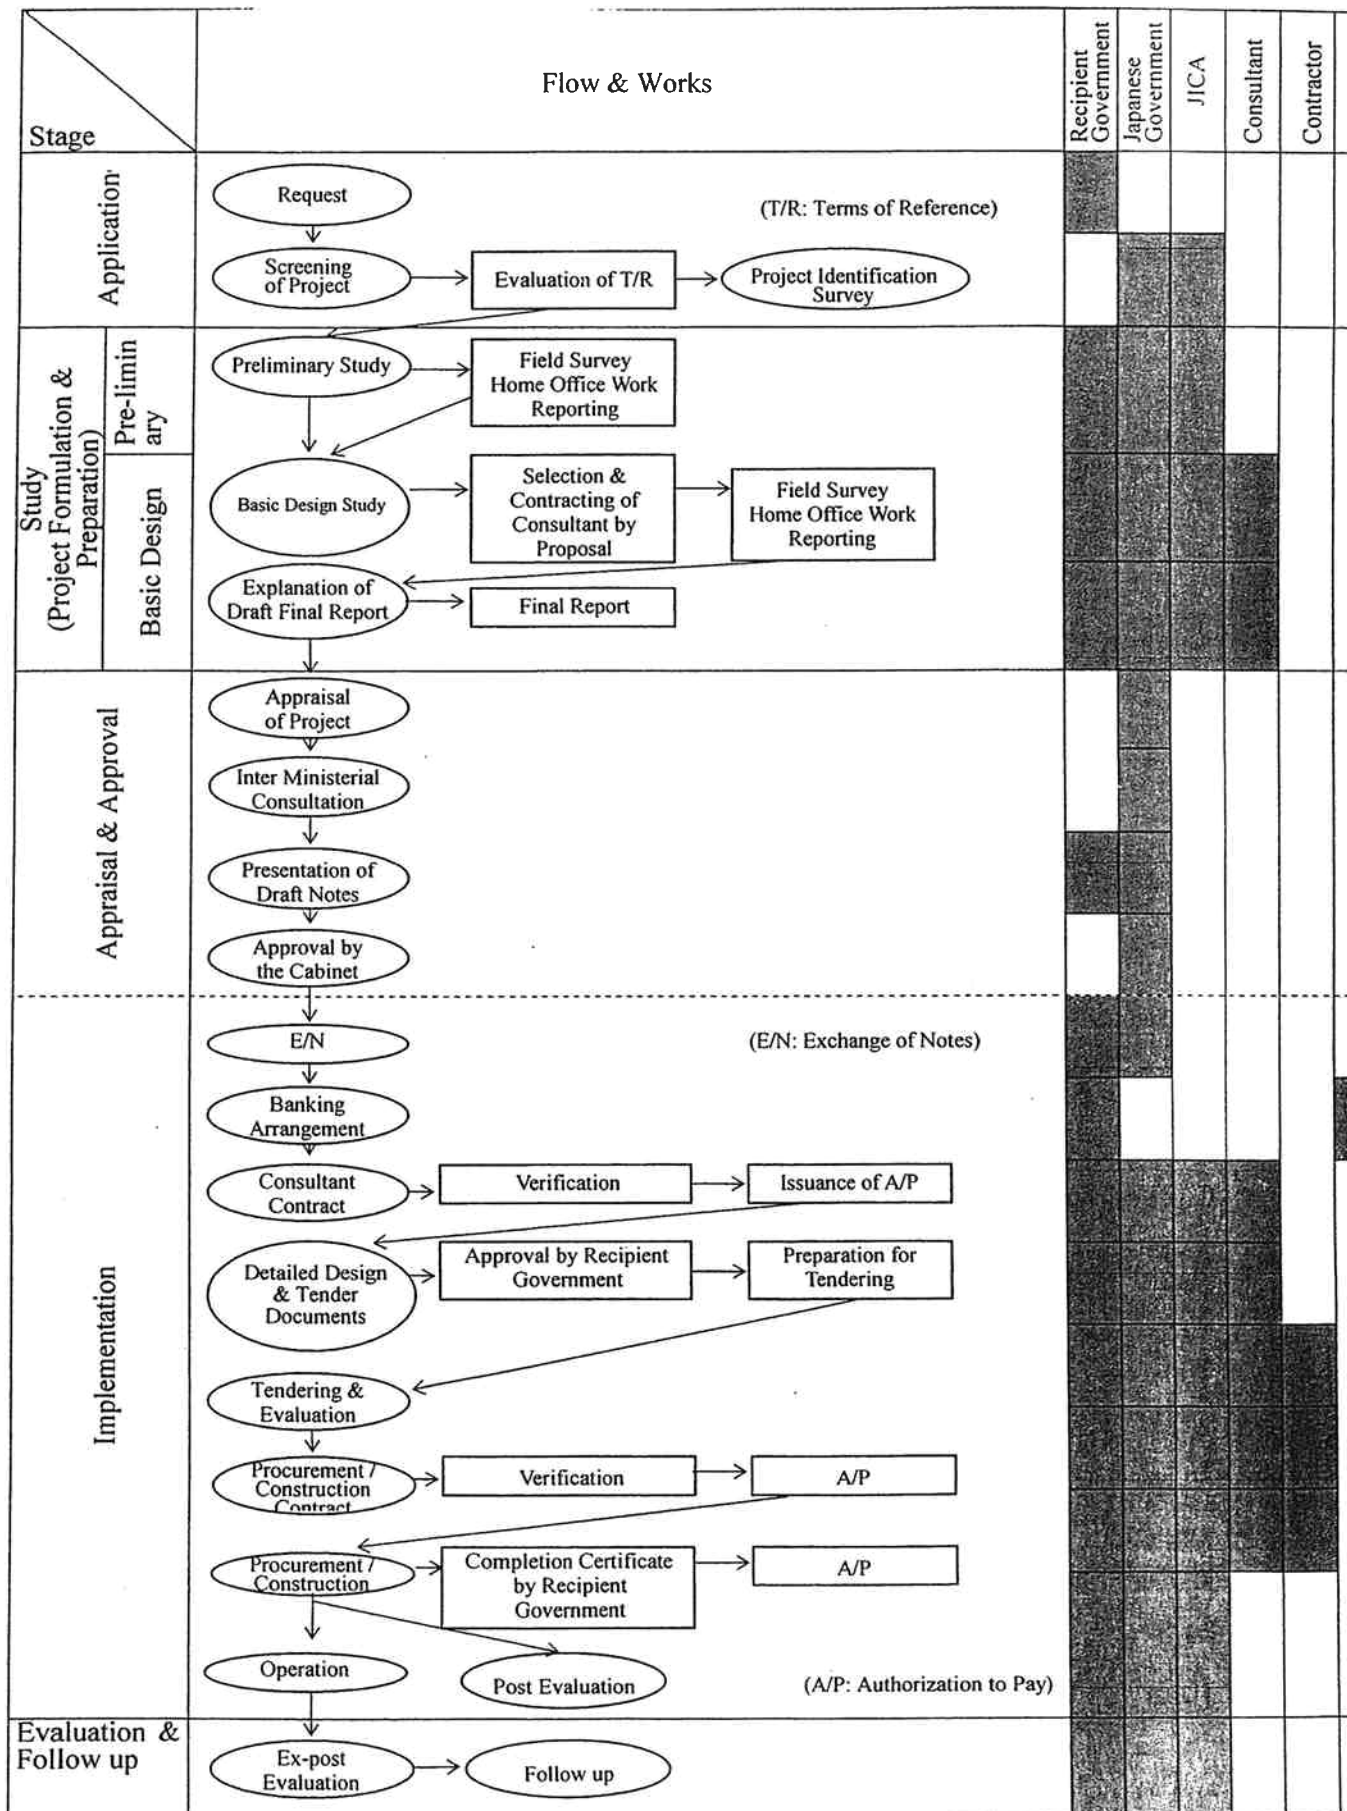 Stage
Flow & Works
Recipient
Government
Japanese
Government
JICA
Consultant
Contractor
Application
Request
(T/R: Terms of Reference)
Screening
of Project
Evaluation of T/R
Project Identification
Survey
Study
(Project Formulation &
Preparation)
Pre-limin
ary
Preliminary Study
Field Survey
Home Office Work
Reporting
Basic Design
Basic Design Study
Selection &
Contracting of
Consultant by
Proposal
Field Survey
Home Office Work
Reporting
Explanation of
Draft Final Report
Final Report
Appraisal & Approval
Appraisal
of Project
Inter Ministerial
Consultation
Presentation of
Draft Notes
Approval by
the Cabinet
Implementation
E/N
(E/N: Exchange of Notes)
Banking
Arrangement
Consultant
Contract
Verification
Issuance of A/P
Detailed Design
& Tender
Documents
Approval by Recipient
Government
Preparation for
Tendering
Tendering &
Evaluation
Procurement /
Construction
Contract
Verification
A/P
Procurement /
Construction
Completion Certificate
by Recipient
Government
A/P
Operation
Post Evaluation
(A/P: Authorization to Pay)
Evaluation &
Follow up
Ex-post
Evaluation
Follow up